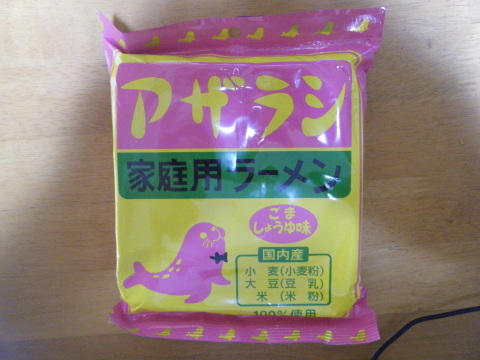 アザラシ
家庭用ラーメン
ごま
しょうゆ味
国内産
小麦(小麦粉)
大豆(豆乳)
米(米粉)
100%使用